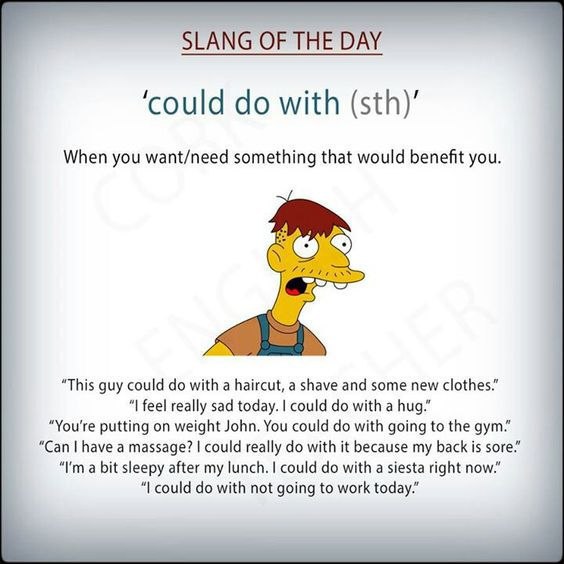 SLANG OF THE DAY
‘could do with (sth)’
When you want/need something that would benefit you.
“This guy could do with a haircut, a shave and some new clothes.”
“I feel really sad today. I could do with a hug.”
“You’re putting on weight John. You could do with going to the gym.”
“Can I have a massage? I could really do with it because my back is sore.”
“I’m a bit sleepy after my lunch. I could do with a siesta right now.”
“I could do with not going to work today.”